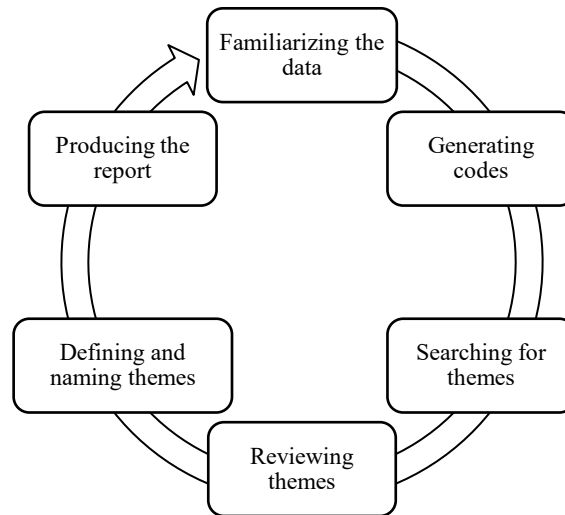 Familiarizing the
data
Generating
codes
Searching for
themes
Reviewing
themes
Defining and
naming themes
Producing the
report